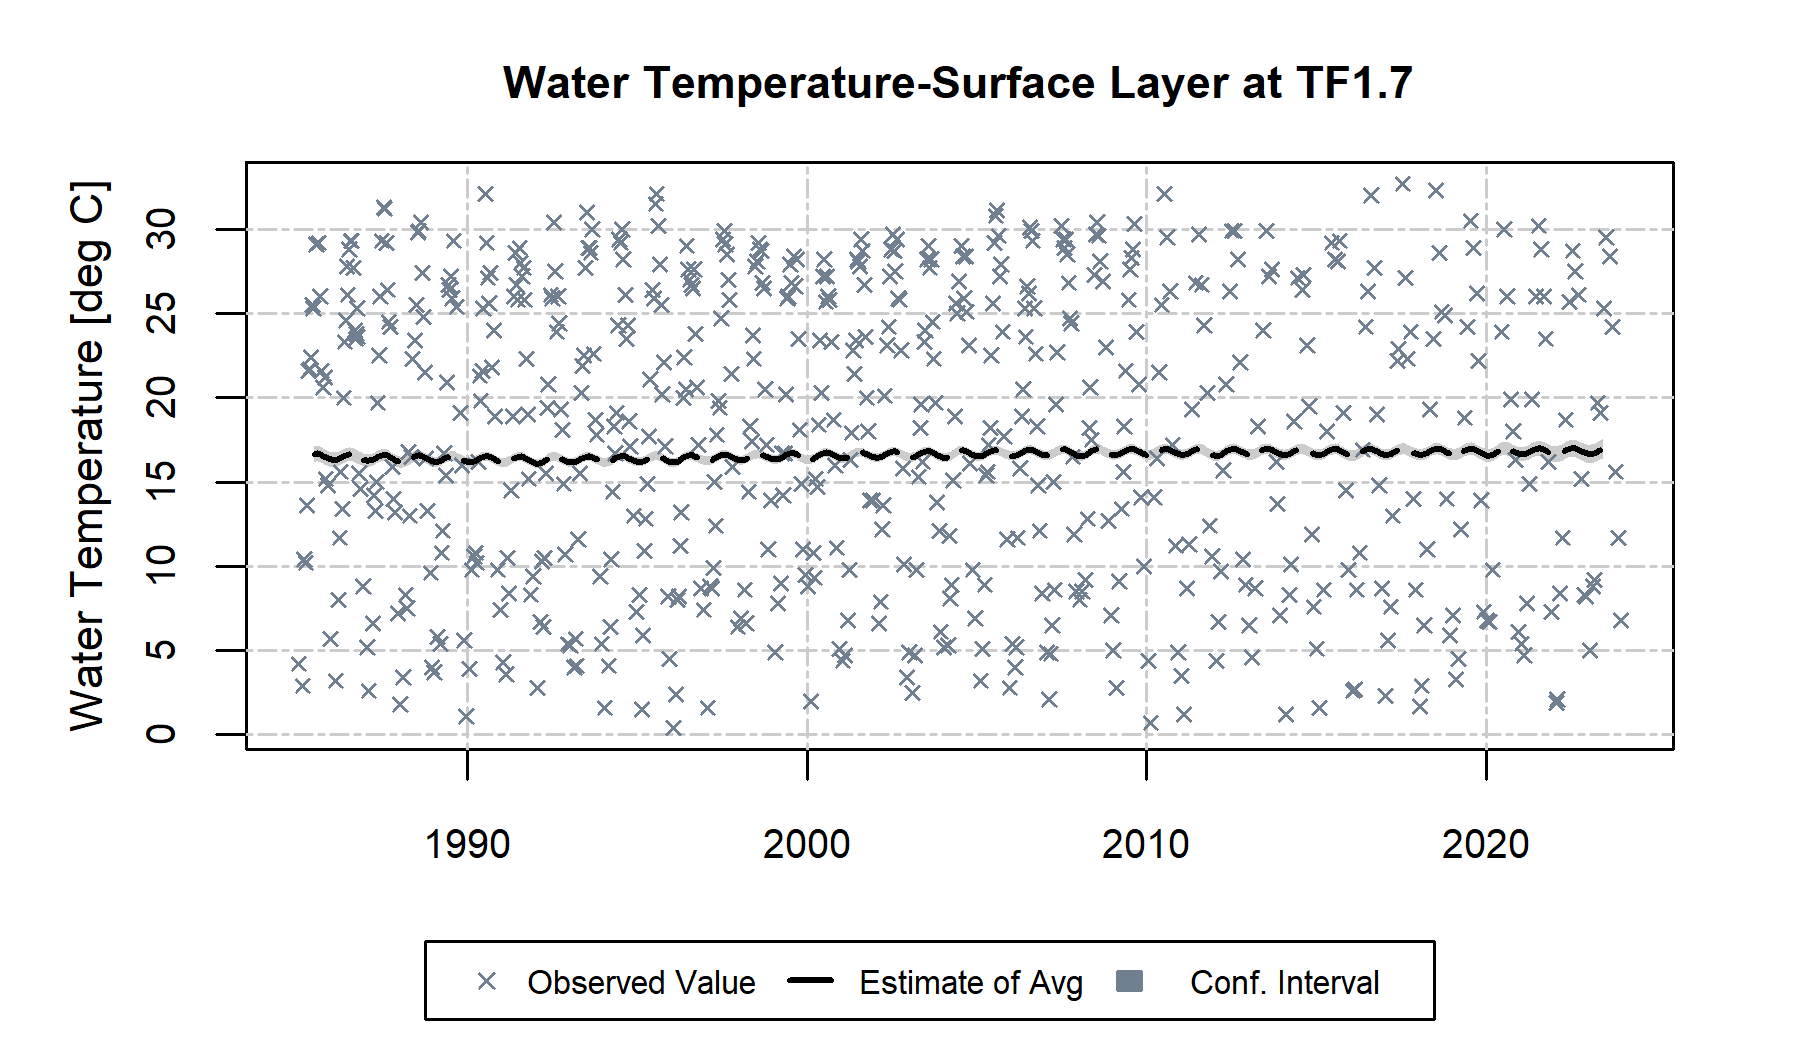 Water Temperature-Surface Layer at TF1.7
Water Temperature [deg C]
30
25
20
15
10
5
0
1990 2000 2010 2020
Observed Value Estimate of Avg Conf. Interval